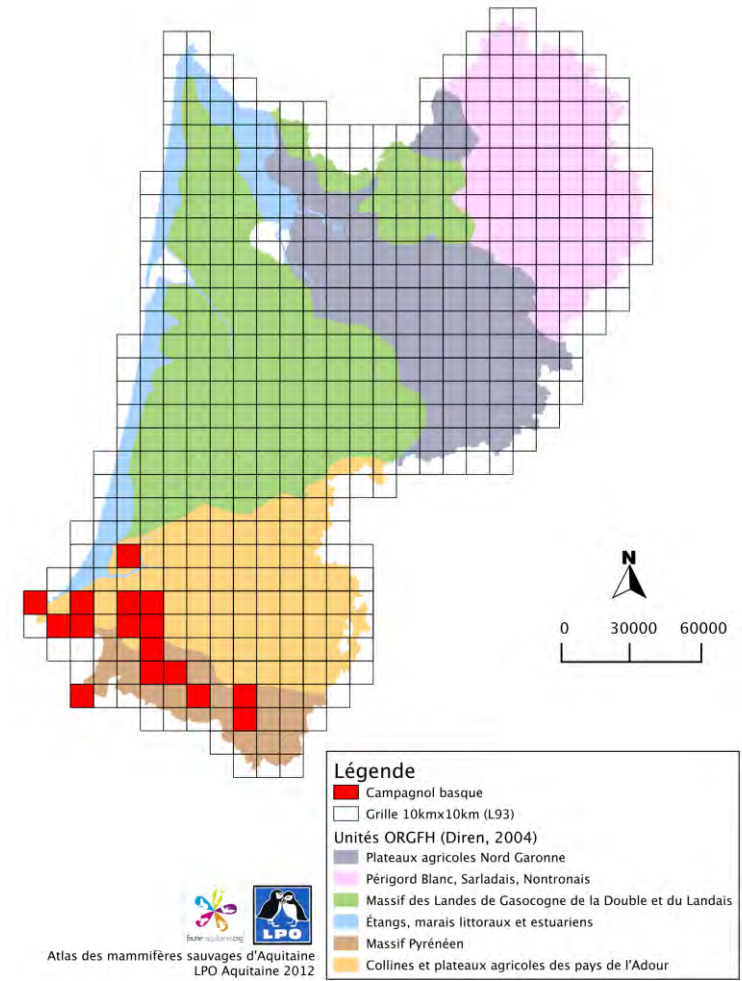 N
0 30000 60000
Légende
Campagnol basque
Grille 10kmx10km (L93)
Unités ORGFH (Diren, 2004)
Plateaux agricoles Nord Garonne
Périgord Blanc, Sarladais, Nontronais
Massif des Landes de Gasocogne de la Double et du Landais
Étangs, marais littoraux et estuariens
Massif Pyrénéen
Collines et plateaux agricoles des pays de l'Adour
faune-aquitaine.org
LPO
Atlas des mammifères sauvages d'Aquitaine
LPO Aquitaine 2012